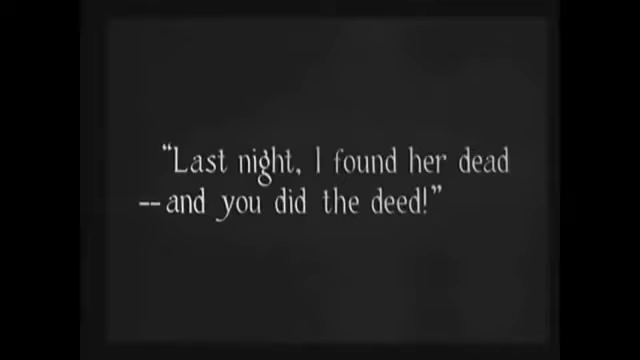 “Last night, I found her dead
--and you did the deed!”